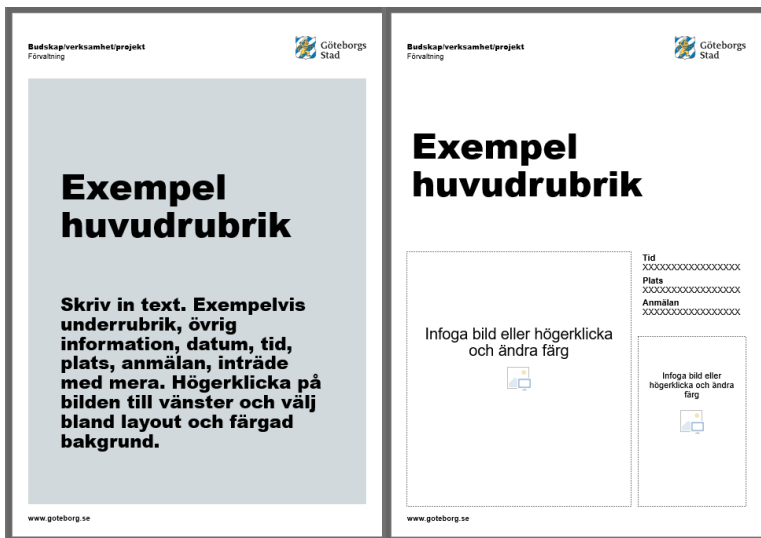 Budskap/verksamhet/projekt
Förvaltning
Göteborgs
Stad
Exempel
huvudrubrik
Skriv in text. Exempelvis
underrubrik, övrig
information, datum, tid,
plats, anmälan, inträde
med mera. Högerklicka på
bilden till vänster och välj
bland layout och färgad
bakgrund.
www.goteborg.se
Budskap/verksamhet/projekt
Förvaltning
Göteborgs
Stad
Exempel
huvudrubrik
Infoga bild eller högerklicka
och ändra färg
Tid
XXXXXXXXXXXXXXXXX
Plats
XXXXXXXXXXXXXXXXX
Anmälan
XXXXXXXXXXXXXXXXX
Infoga bild eller
högerklicka och ändra
färg
www.goteborg.se